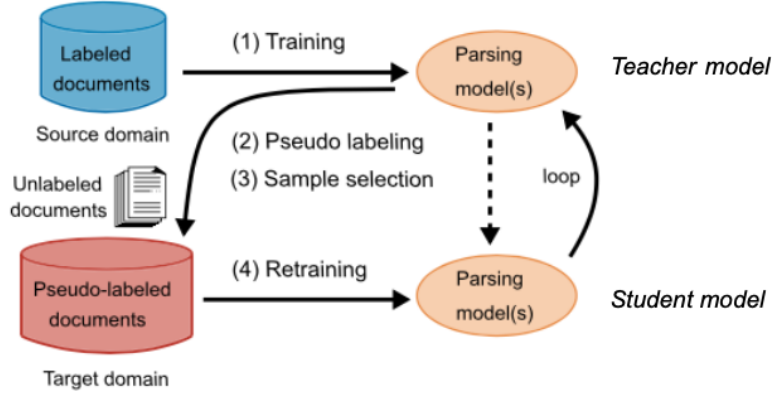 Labeled
documents
Source domain
(1) Training
Parsing
model(s)
Teacher model
(2) Pseudo labeling
(3) Sample selection
loop
Unlabeled
documents
Pseudo-labeled
documents
Target domain
(4) Retraining
Parsing
model(s)
Student model